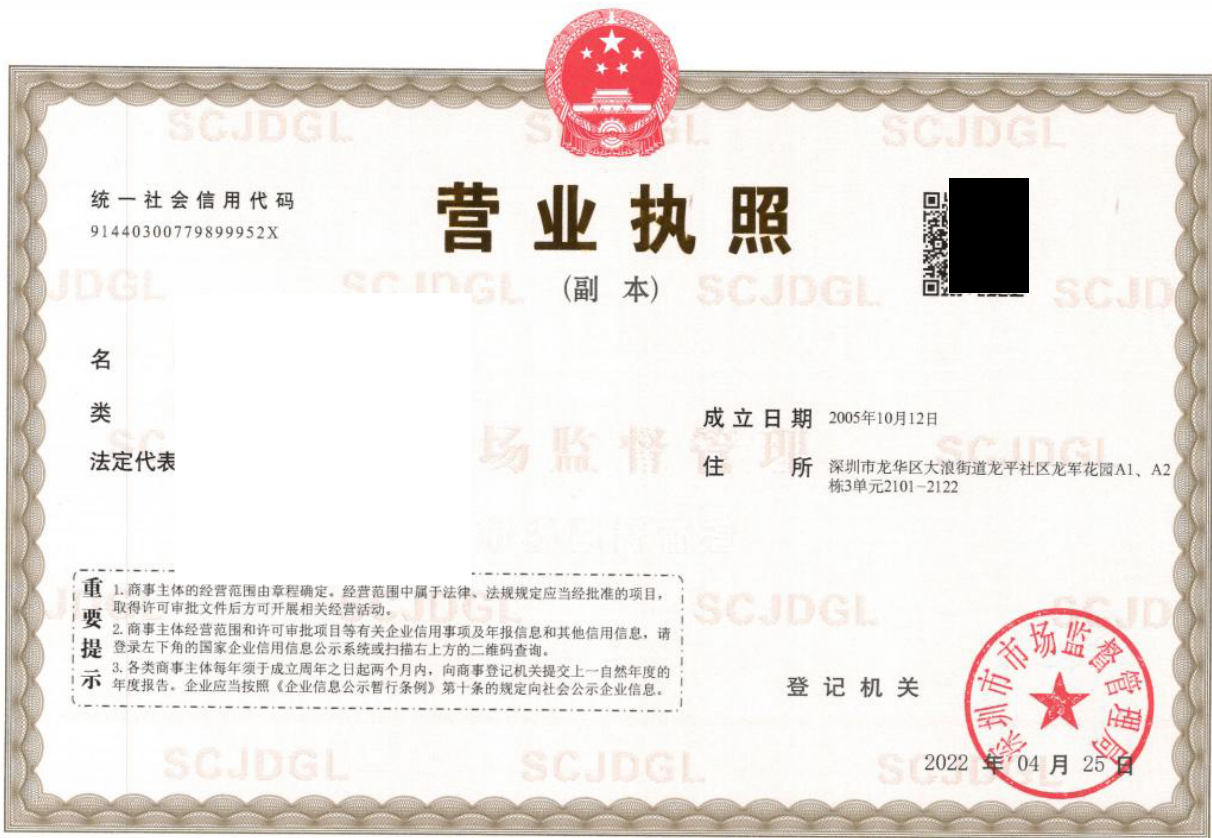 统一社会信用代码
91440300779899952X
营业执照
(副 本)
名
类
法定代表
成立日期 2005年10月12日
住 所 深圳市龙华区大浪街道龙平社区龙军花园A1、A2
栋3单元2101-2122
重要提示
1. 商事主体的经营范围由章程确定。经营范围中属于法律、法规规定应当经批准的项目，
取得许可审批文件后方可开展相关经营活动。
2. 商事主体经营范围和许可审批项目等有关企业信用事项及年报信息和其他信用信息，请
登录左下角的国家企业信用信息公示系统或扫描右上方的二维码查询。
3. 各类商事主体每年须于成立周年之日起两个月内，向商事登记机关提交上一自然年度的
年度报告。企业应当按照《企业信息公示暂行条例》第十条的规定向社会公示企业信息。
登记机关
深圳市市场监督管理局
2022 年 04 月 25 日
SCJDGL
SCJDGL
SCJDGL
SCJDGL
场监督管理
SCJDGL
SCJDGL
SCJDGL
SCJDGL